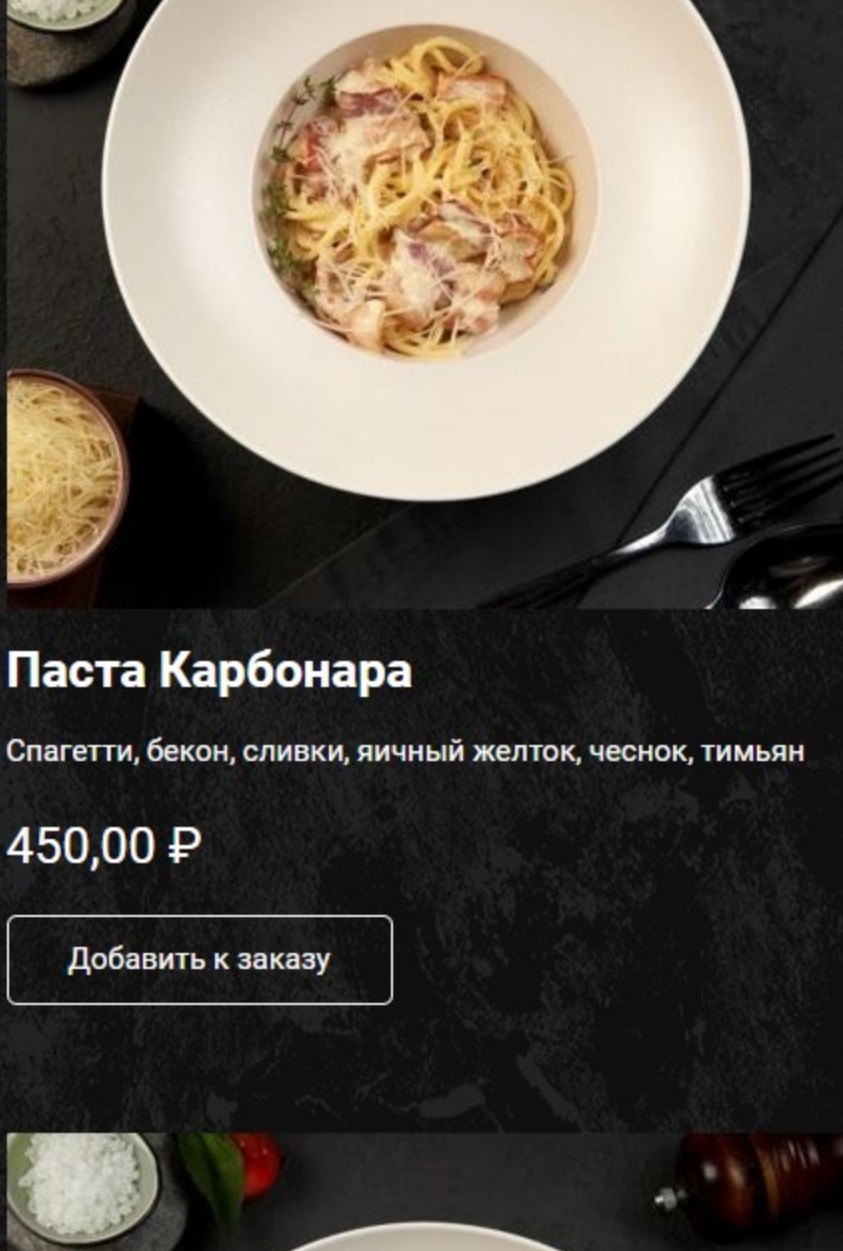 Паста Карбонара
Спагетти, бекон, сливки, яичный желток, чеснок, тимьян
450,00 ₽
Добавить к заказу